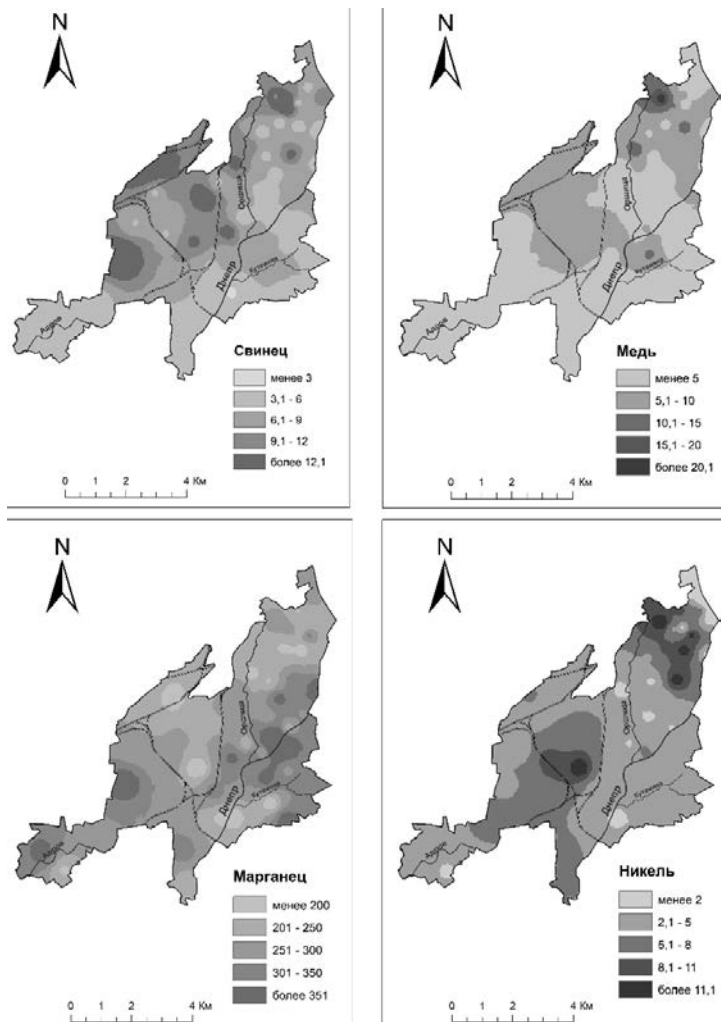 N
Оршица
Днепр
Кутеинка
Адров
Свинец
менее 3
3,1 - 6
6,1 - 9
9,1 - 12
более 12,1
0 2 4 Км
N
Оршица
Днепр
Кутеинка
Адров
Медь
менее 5
5,1 - 10
10,1 - 15
15,1 - 20
более 20,1
0 2 4 Км
N
Оршица
Днепр
Кутеинка
Адров
Марганец
менее 200
201 - 250
251 - 300
301 - 350
более 351
0 2 4 Км
N
Оршица
Днепр
Кутеинка
Адров
Никель
менее 2
2,1 - 5
5,1 - 8
8,1 - 11
более 11,1
0 2 4 Км